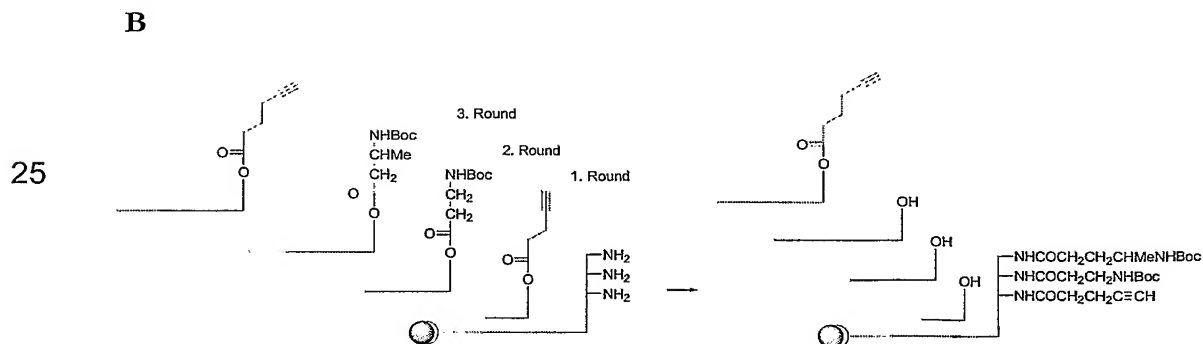 B
25
3. Round
2. Round
1. Round
O
O
NHBoc
CHMe
CH₂
O
O
NHBoc
CH₂
CH₂
O
O
O
O
NH₂
NH₂
NH₂
O
O
OH
OH
OH
NHCOCH₂CH₂CHMeNHBoc
NHCOCH₂CH₂NHBoc
NHCOCH₂CH₂C≡CH